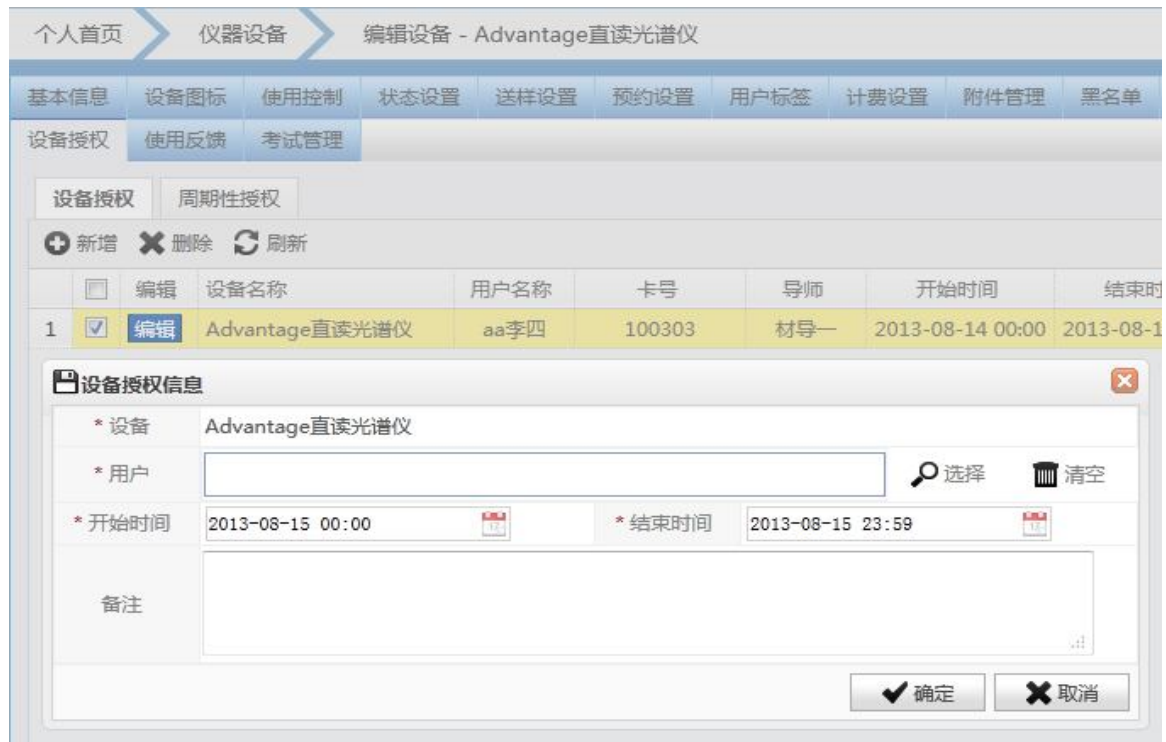 个人首页 仪器设备 编辑设备 - Advantage直读光谱仪
基本信息 设备图标 使用控制 状态设置 送样设置 预约设置 用户标签 计费设置 附件管理 黑名单
设备授权 使用反馈 考试管理
设备授权 周期性授权
新增 删除 刷新
编辑 设备名称 用户名称 卡号 导师 开始时间 结束时
1 编辑 Advantage直读光谱仪 aa李四 100303 材导一 2013-08-14 00:00 2013-08-1
设备授权信息
* 设备 Advantage直读光谱仪
* 用户 选择 清空
* 开始时间 2013-08-15 00:00 * 结束时间 2013-08-15 23:59
备注
确定 取消